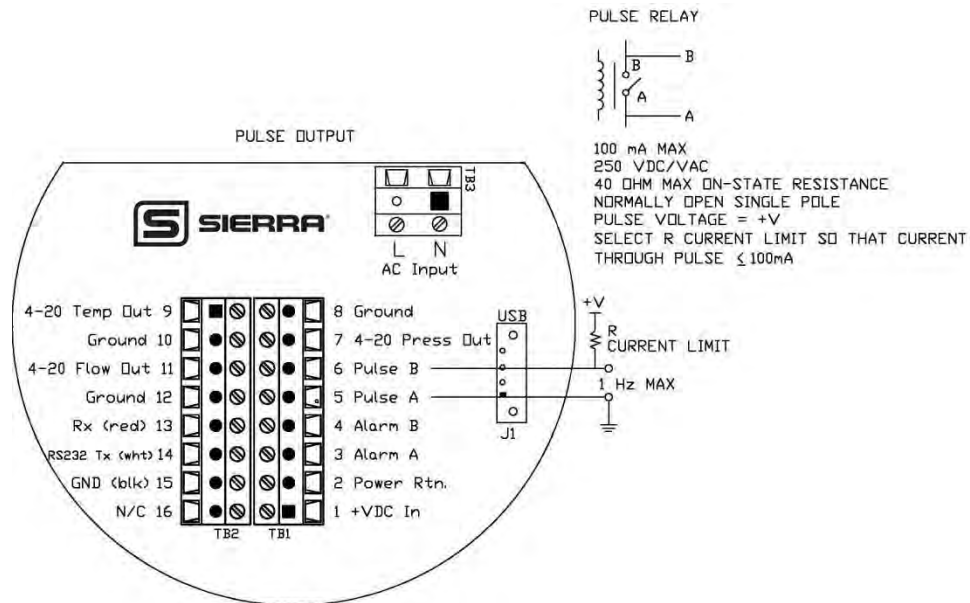 PULSE RELAY
B
B
A
A
100 mA MAX
250 VDC/VAC
40 OHM MAX ON-STATE RESISTANCE
NORMALLY OPEN SINGLE POLE
PULSE VOLTAGE = +V
SELECT R CURRENT LIMIT SO THAT CURRENT
THROUGH PULSE ≤100mA
PULSE OUTPUT
TB3
S SIERRA
L N
AC Input
4-20 Temp Out 9
Ground 10
4-20 Flow Out 11
Ground 12
Rx (red) 13
RS232 Tx (wht) 14
GND (blk) 15
N/C 16
TB2
TB1
8 Ground
7 4-20 Press Out
6 Pulse B
5 Pulse A
4 Alarm B
3 Alarm A
2 Power Rtn.
1 +VDC In
USB
J1
+V
R
CURRENT LIMIT
1 Hz MAX